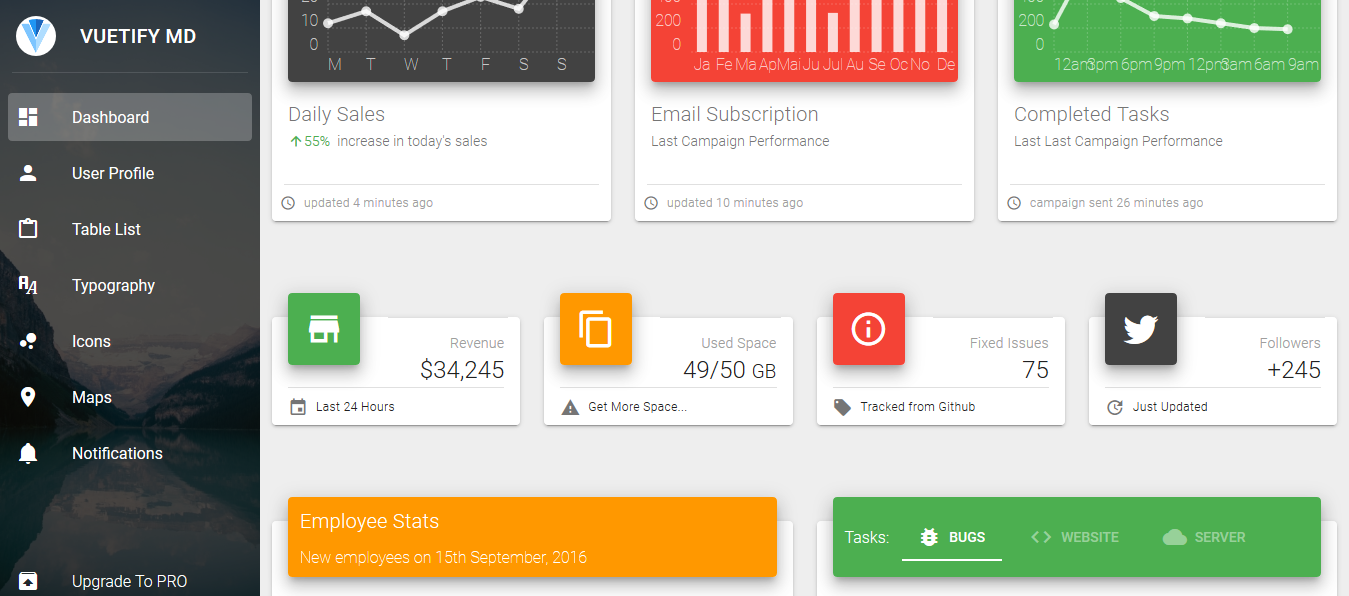 VUETIFY MD
Dashboard
User Profile
Table List
Typography
Icons
Maps
Notifications
Upgrade To PRO
10
0
M T W T F S S
Daily Sales
55% increase in today's sales
updated 4 minutes ago
200
0
Ja Fe Ma Ap Mai Ju Jul Au Se Oc No De
Email Subscription
Last Campaign Performance
updated 10 minutes ago
200
0
12am 3pm 6pm 9pm 12pm 3am 6am 9am
Completed Tasks
Last Last Campaign Performance
campaign sent 26 minutes ago
Revenue
$34,245
Last 24 Hours
Used Space
49/50 GB
Get More Space...
Fixed Issues
75
Tracked from Github
Followers
+245
Just Updated
Employee Stats
New employees on 15th September, 2016
Tasks: BUGS WEBSITE SERVER